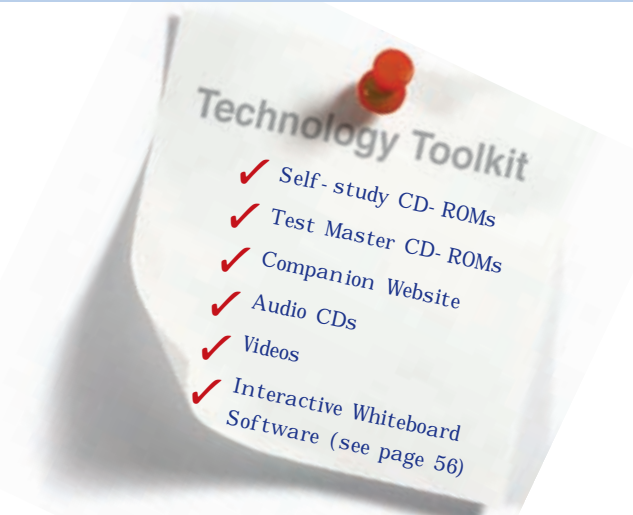 Technology Toolkit
✓ Self-study CD-ROMs
✓ Test Master CD-ROMs
✓ Companion Website
✓ Audio CDs
✓ Videos
✓ Interactive Whiteboard
Software (see page 56)